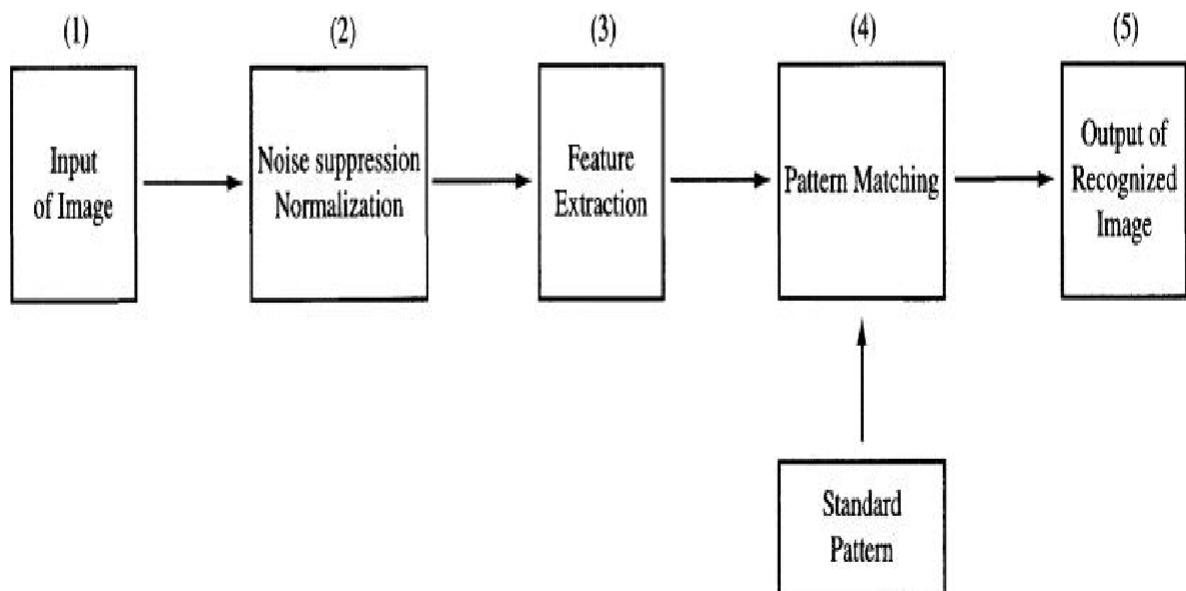 (1)
(2)
(3)
(4)
(5)
Input
of Image
Noise suppression
Normalization
Feature
Extraction
Pattern Matching
Output of
Recognized
Image
Standard
Pattern